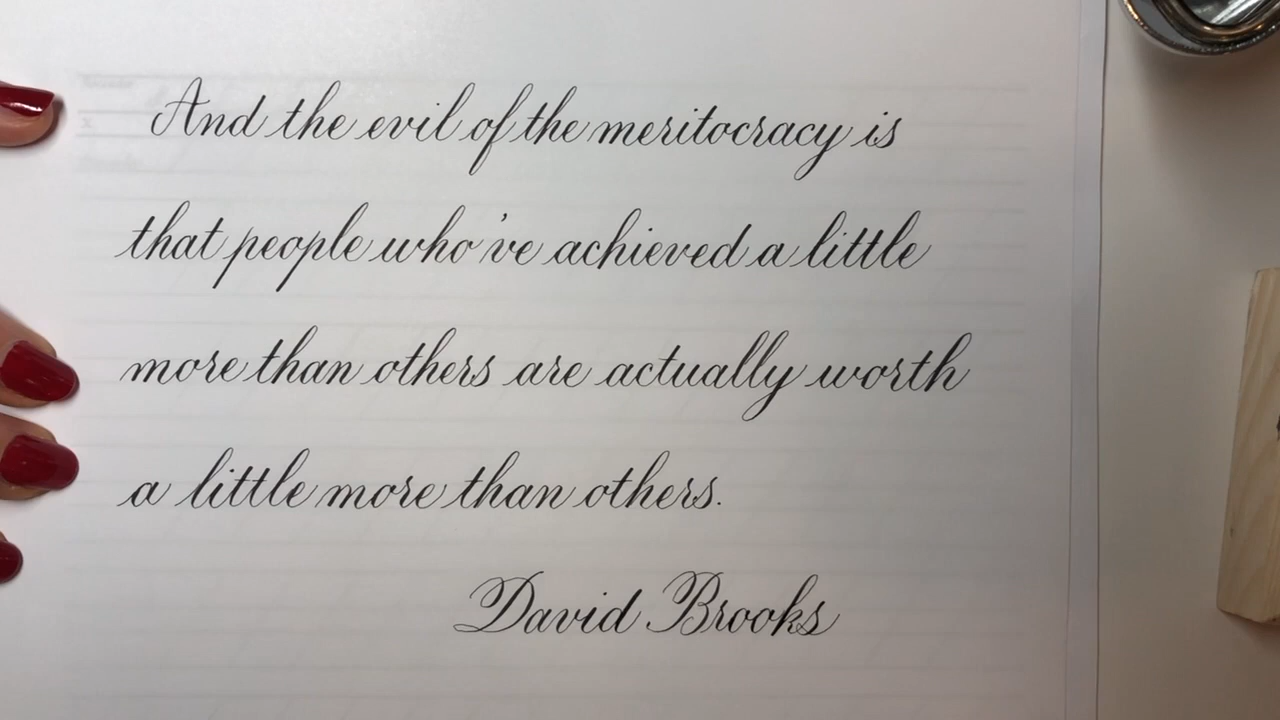 And the evil of the meritocracy is
that people who've achieved a little
more than others are actually worth
a little more than others.
David Brooks